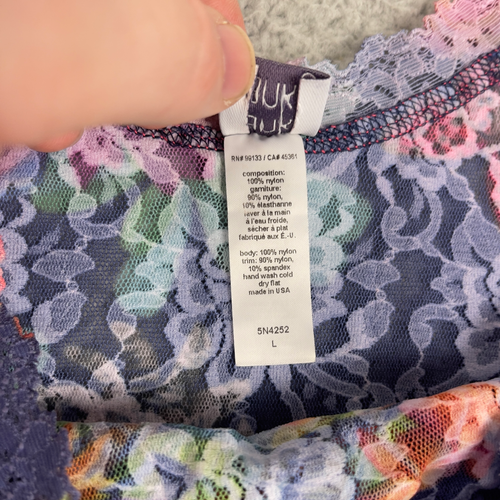 RN# 99133 / CA# 45361
composition:
100% nylon
garniture:
90% nylon,
10% élasthanne
laver à la main
à l'eau froide,
sécher à plat
fabriqué aux É.-U.
body: 100% nylon
trim: 90% nylon,
10% spandex
hand wash cold
dry flat
made in USA
5N4252
L